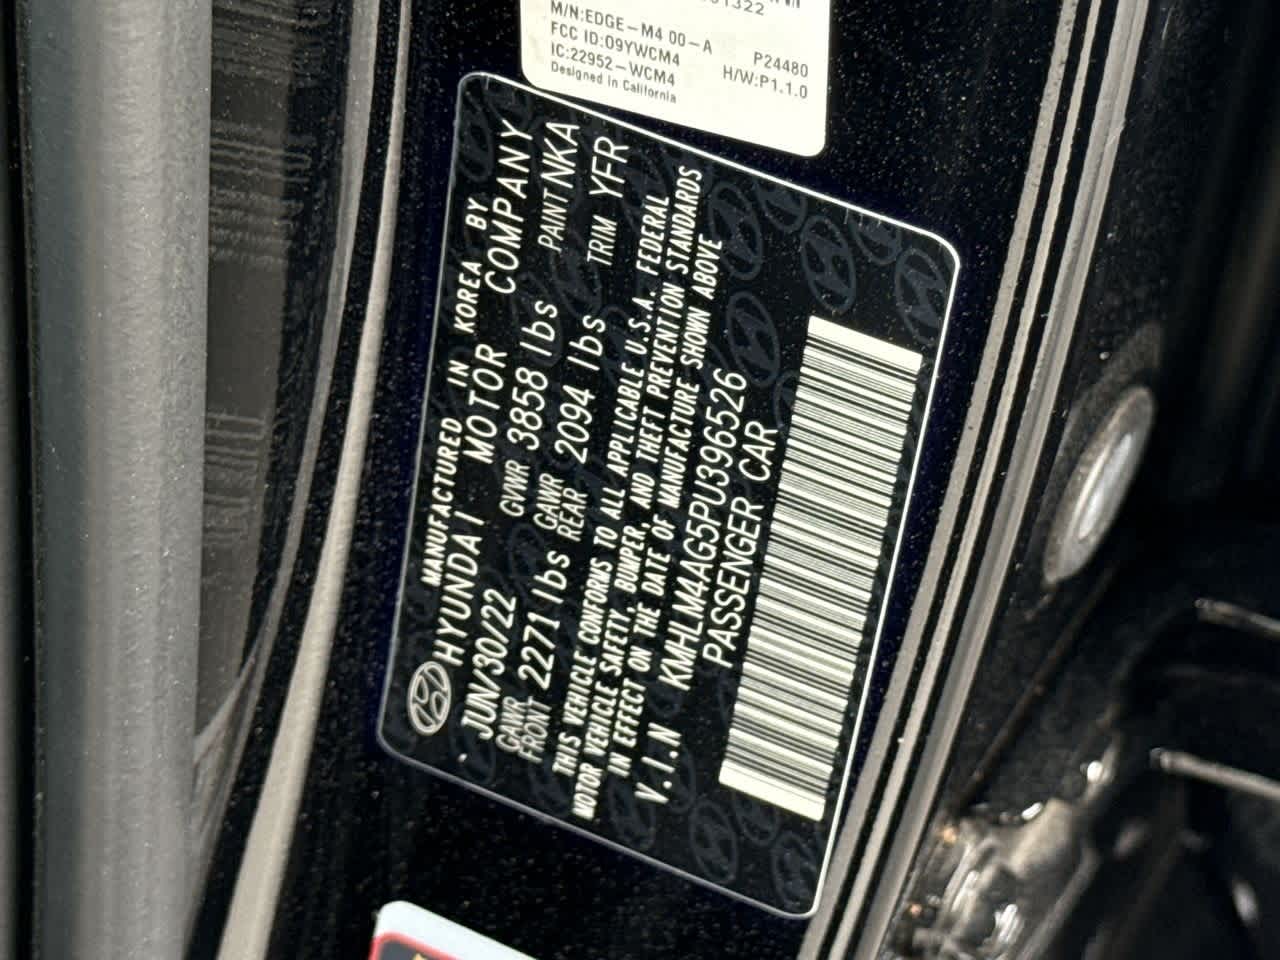 M/N:EDGE-M4 00-A
FCC ID:O9YWCM4 P24480
IC:22952-WCM4 H/W:P1.1.0
Designed in California
MANUFACTURED IN KOREA BY
HYUNDAI MOTOR COMPANY
JUN/30/22 GVWR 3858 lbs PAINT NKA
GAWR FRONT 2271 lbs GAWR REAR 2094 lbs TRIM YFR
THIS VEHICLE CONFORMS TO ALL APPLICABLE U.S.A. FEDERAL
MOTOR VEHICLE SAFETY, BUMPER, AND THEFT PREVENTION STANDARDS
IN EFFECT ON THE DATE OF MANUFACTURE SHOWN ABOVE
V.I.N KMHLM4AG5PU396526
PASSENGER CAR